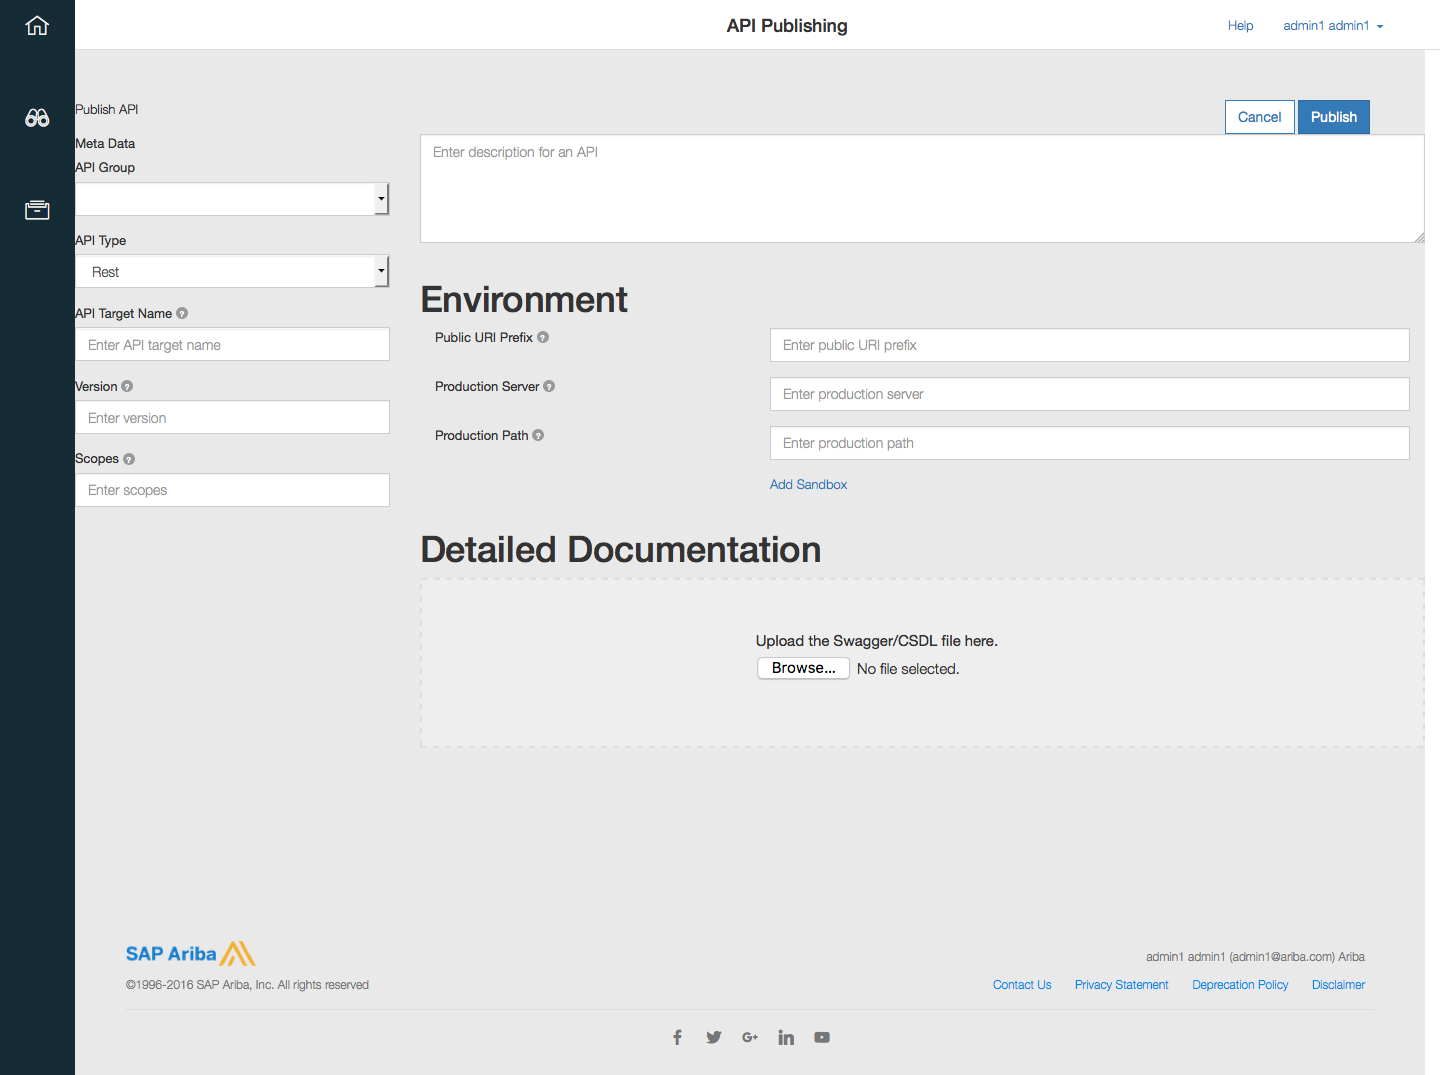 API Publishing
Help
admin1 admin1
Publish API
Cancel
Publish
Meta Data
API Group
API Type
Rest
API Target Name
Enter API target name
Version
Enter version
Scopes
Enter scopes
Enter description for an API
Environment
Public URI Prefix
Enter public URI prefix
Production Server
Enter production server
Production Path
Enter production path
Add Sandbox
Detailed Documentation
Upload the Swagger/CSDL file here.
Browse... No file selected.
SAP Ariba
admin1 admin1 (admin1@ariba.com) Ariba
©1996-2016 SAP Ariba, Inc. All rights reserved
Contact Us Privacy Statement Deprecation Policy Disclaimer